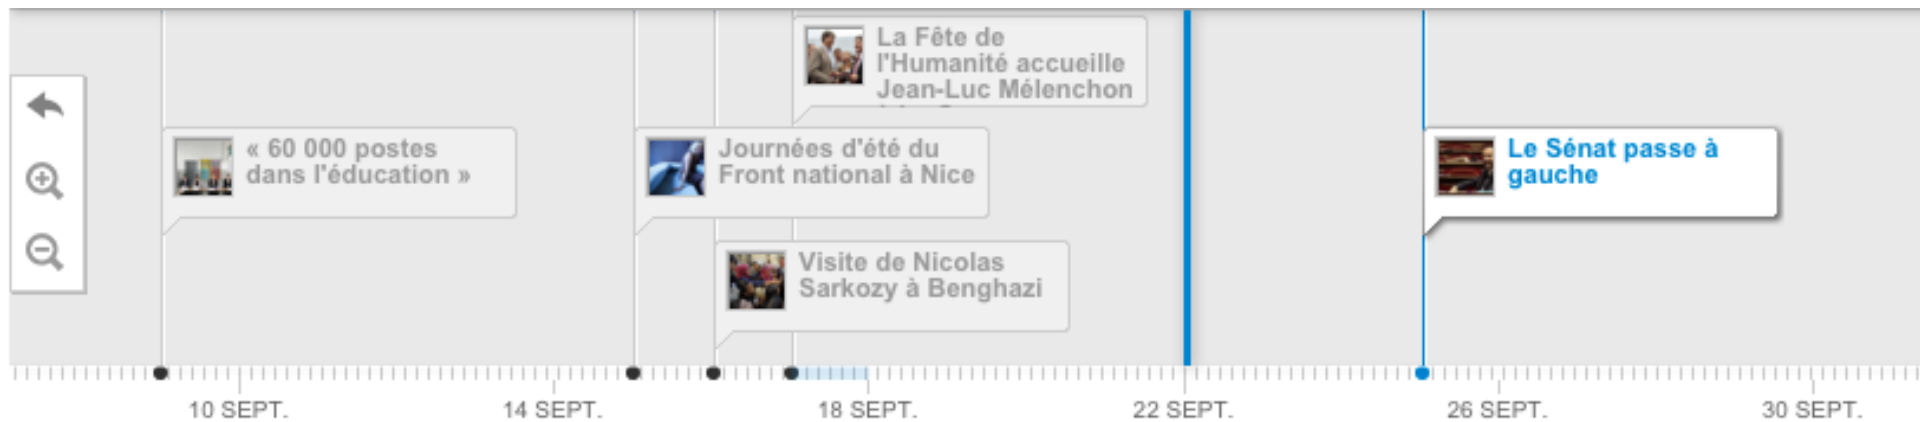 La Fête de
l'Humanité accueille
Jean-Luc Mélenchon
« 60 000 postes
dans l'éducation »
Journées d'été du
Front national à Nice
Le Sénat passe à
gauche
Visite de Nicolas
Sarkozy à Benghazi
10 SEPT.
14 SEPT.
18 SEPT.
22 SEPT.
26 SEPT.
30 SEPT.